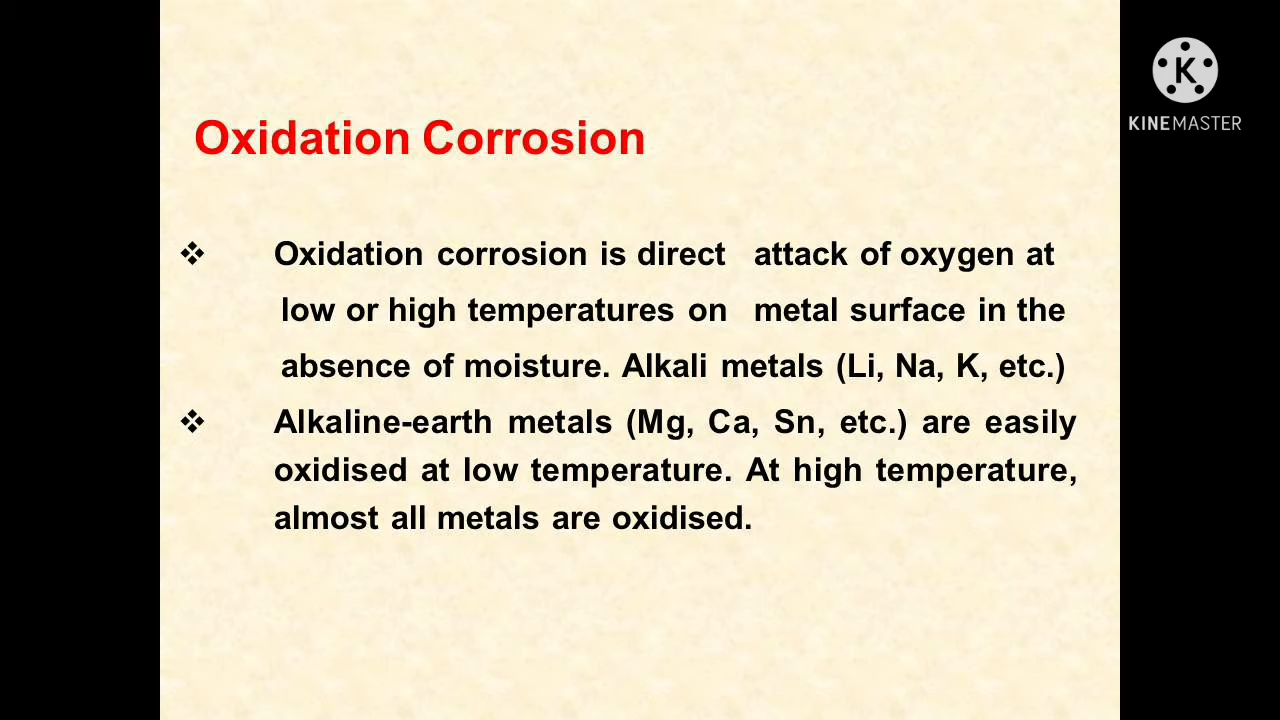 Oxidation Corrosion
❖ Oxidation corrosion is direct attack of oxygen at
low or high temperatures on metal surface in the
absence of moisture. Alkali metals (Li, Na, K, etc.)
❖ Alkaline-earth metals (Mg, Ca, Sn, etc.) are easily
oxidised at low temperature. At high temperature,
almost all metals are oxidised.
K
KINEMASTER